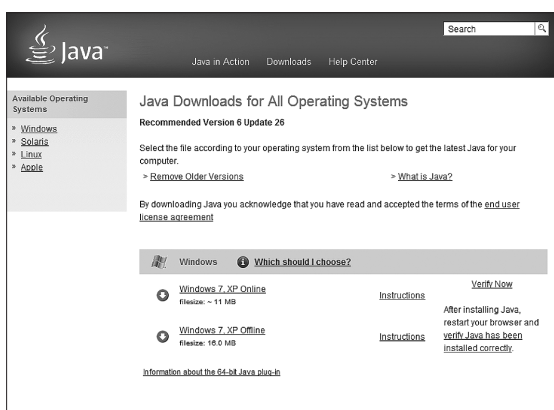 Search
Java™
Java in Action Downloads Help Center
Available Operating
Systems
» Windows
» Solaris
» Linux
» Apple
Java Downloads for All Operating Systems
Recommended Version 6 Update 26
Select the file according to your operating system from the list below to get the latest Java for your
computer.
> Remove Older Versions > What is Java?
By downloading Java you acknowledge that you have read and accepted the terms of the end user
license agreement
Windows Which should I choose?
Windows 7, XP Online
filesize: ~ 11 MB
Instructions
Windows 7, XP Offline
filesize: 16.0 MB
Instructions
Verify Now
After installing Java,
restart your browser and
verify Java has been
installed correctly.
Information about the 64-bit Java plug-in